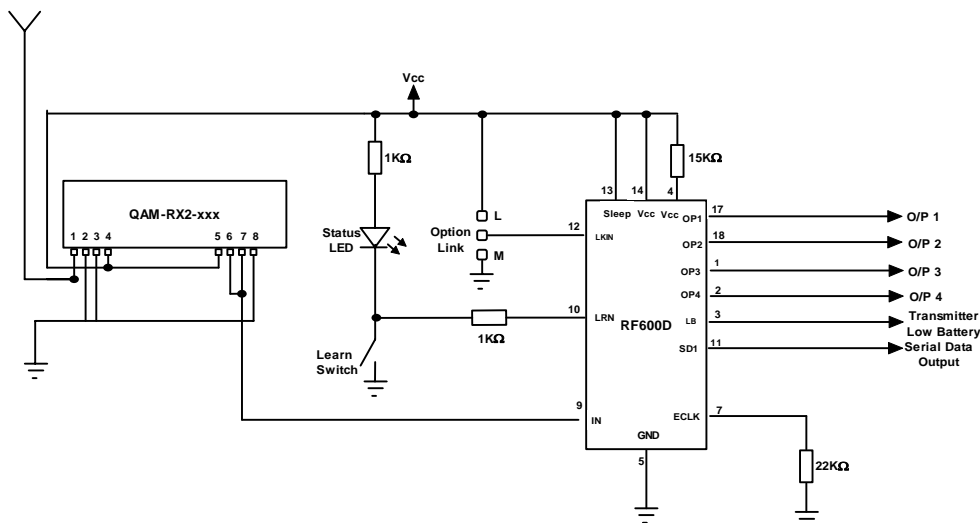 Vcc
1KΩ
15KΩ
QAM-RX2-xxx
1 2 3 4 5 6 7 8
Status
LED
Option
Link
L
M
1KΩ
Learn
Switch
13 14 4
Sleep Vcc Vcc
12 LKIN
10 LRN
9 IN
RF600D
GND
5
OP1 17 O/P 1
OP2 18 O/P 2
OP3 1 O/P 3
OP4 2 O/P 4
LB 3 Transmitter
Low Battery
SD1 11 Serial Data
Output
ECLK 7
22KΩ